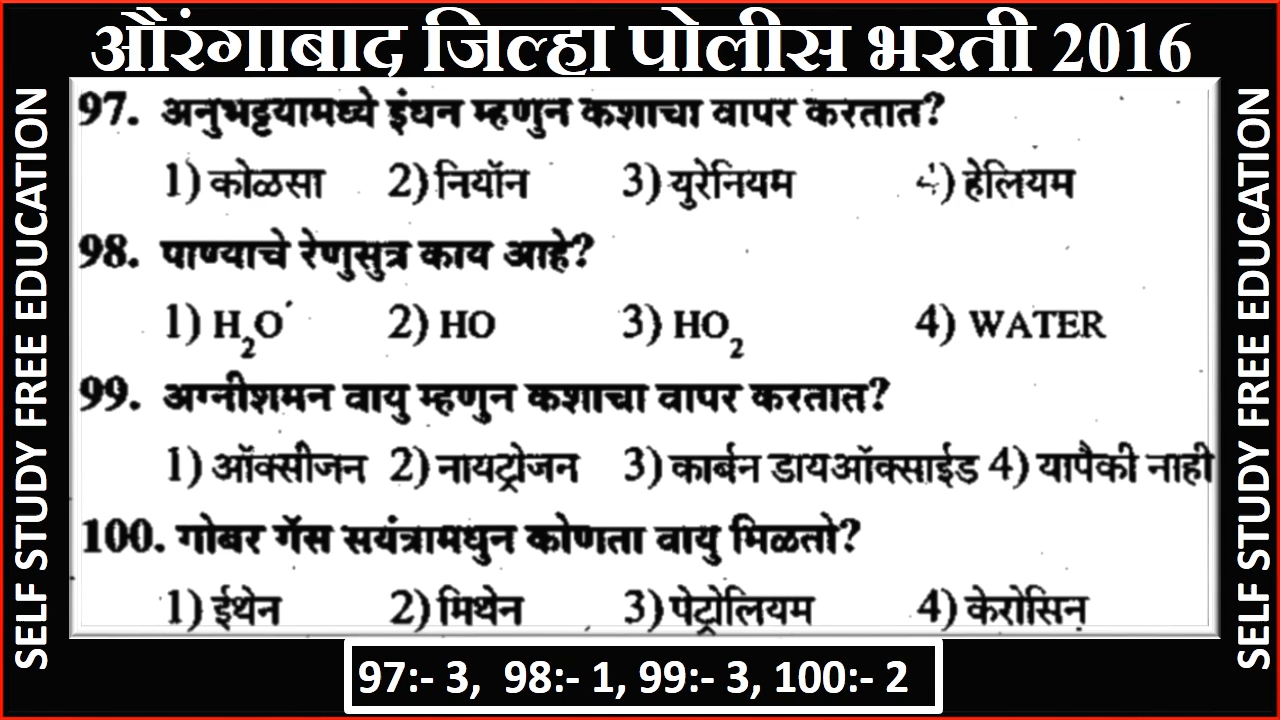 औरंगाबाद जिल्हा पोलीस भरती 2016
SELF STUDY FREE EDUCATION
97. अनुभट्टयामध्ये इंधन म्हणुन कशाचा वापर करतात?
1) कोळसा 2) नियॉन 3) युरेनियम 4) हेलियम
98. पाण्याचे रेणुसुत्र काय आहे?
1) H₂O 2) HO 3) HO₂ 4) WATER
99. अग्नीशमन वायु म्हणुन कशाचा वापर करतात?
1) ऑक्सीजन 2) नायट्रोजन 3) कार्बन डायऑक्साईड 4) यापैकी नाही
100. गोबर गॅस सयंत्रामधुन कोणता वायु मिळतो?
1) ईथेन 2) मिथेन 3) पेट्रोलियम 4) केरोसिन
97:- 3, 98:- 1, 99:- 3, 100:- 2
SELF STUDY FREE EDUCATION